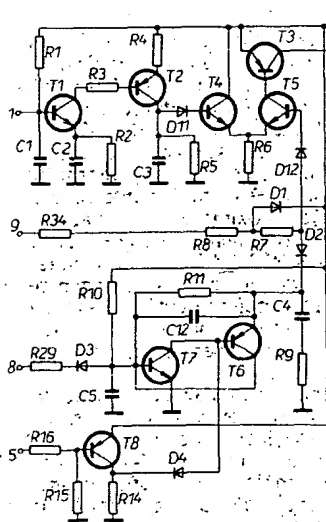 R1
R4
T3
T1
R3
T2
T4
T5
1
D11
C1
C2
R2
C3
R5
R6
D12
D1
9
R34
R8
R7
D2
R11
R10
C12
C4
8
R29
D3
T7
T6
C5
R9
R16
T8
5
D4
R15
R14